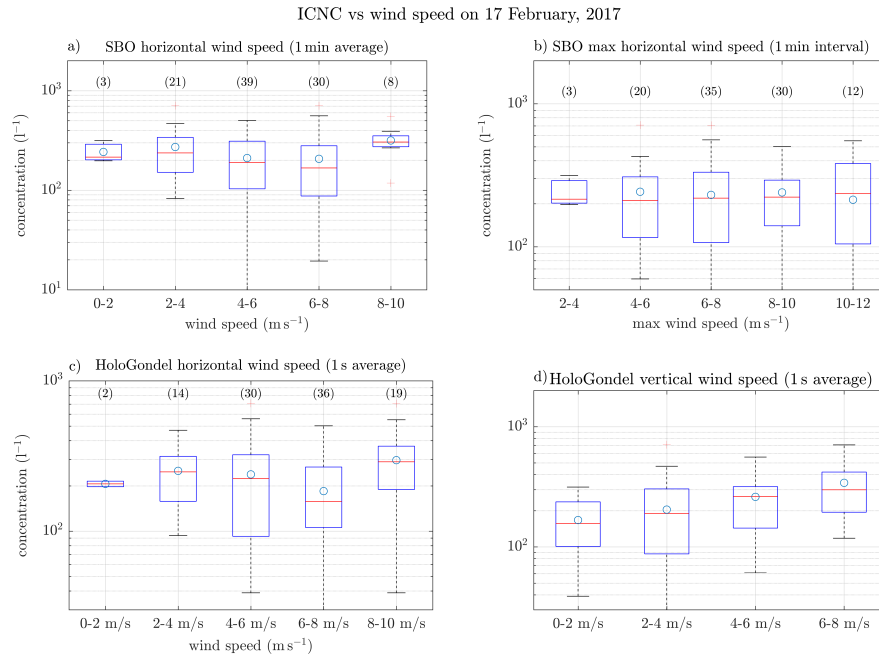 ICNC vs wind speed on 17 February, 2017
a) SBO horizontal wind speed (1 min average)
(3) (21) (39) (30) (8)
10³
10²
10¹
concentration (l⁻¹)
0-2 2-4 4-6 6-8 8-10
wind speed (m s⁻¹)
b) SBO max horizontal wind speed (1 min interval)
(3) (20) (35) (30) (12)
10³
10²
concentration (l⁻¹)
2-4 4-6 6-8 8-10 10-12
max wind speed (m s⁻¹)
c) HoloGondel horizontal wind speed (1 s average)
(2) (14) (30) (36) (19)
10³
10²
concentration (l⁻¹)
0-2 m/s 2-4 m/s 4-6 m/s 6-8 m/s 8-10 m/s
wind speed (m s⁻¹)
d) HoloGondel vertical wind speed (1 s average)
10³
10²
0-2 m/s 2-4 m/s 4-6 m/s 6-8 m/s